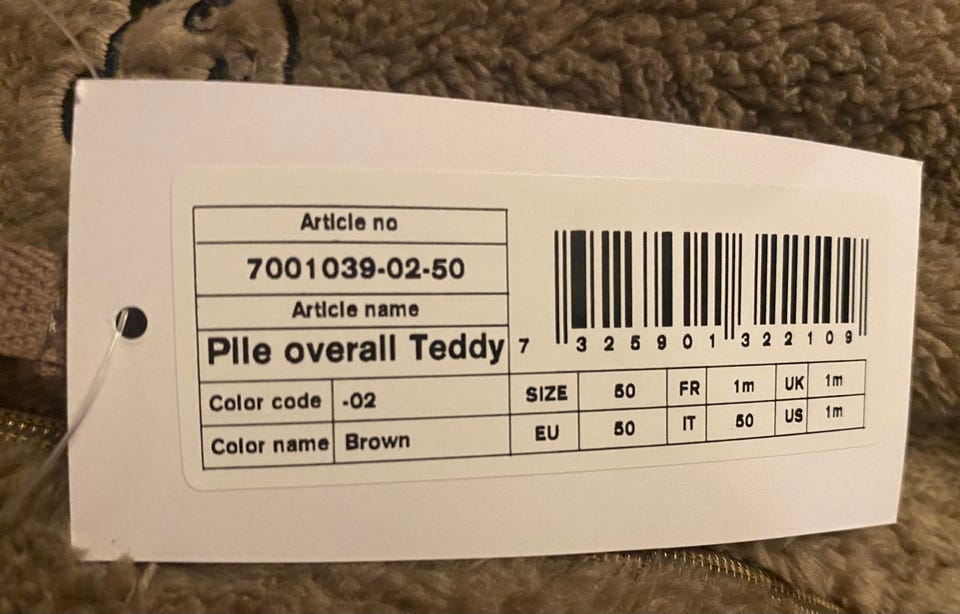 Article no
7001039-02-50
Article name
Pile overall Teddy
Color code -02
Color name Brown
7 325901 322109
SIZE 50 FR 1m UK 1m
EU 50 IT 50 US 1m